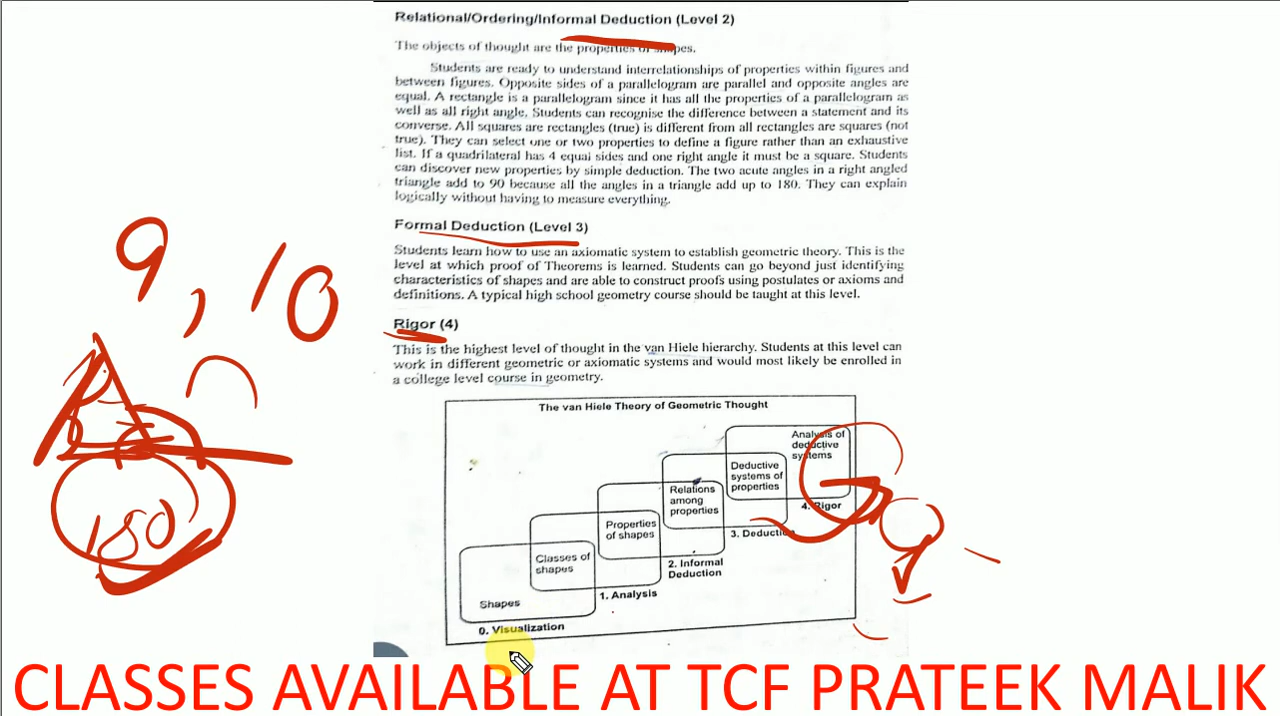 Relational/Ordering/Informal Deduction (Level 2)
The objects of thought are the properties of shapes.
Students are ready to understand interrelationships of properties within figures and
between figures. Opposite sides of a parallelogram are parallel and opposite angles are
equal. A rectangle is a parallelogram since it has all the properties of a parallelogram as
well as all right angle. Students can recognise the difference between a statement and its
converse. All squares are rectangles (true) is different from all rectangles are squares (not
true). They can select one or two properties to define a figure rather than an exhaustive
list. If a quadrilateral has 4 equal sides and one right angle it must be a square. Students
can discover new properties by simple deduction. The two acute angles in a right angled
triangle add to 90 because all the angles in a triangle add up to 180. They can explain
logically without having to measure everything.
Formal Deduction (Level 3)
Students learn how to use an axiomatic system to establish geometric theory. This is the
level at which proof of Theorems is learned. Students can go beyond just identifying
characteristics of shapes and are able to construct proofs using postulates or axioms and
definitions. A typical high school geometry course should be taught at this level.
Rigor (4)
This is the highest level of thought in the van Hiele hierarchy. Students at this level can
work in different geometric or axiomatic systems and would most likely be enrolled in
a college level course in geometry.
The van Hiele Theory of Geometric Thought
Analysis of
deductive
systems
4. Rigor
Deductive
systems of
properties
3. Deduction
Relations
among
properties
2. Informal
Deduction
Properties
of shapes
1. Analysis
Classes of
shapes
Shapes
0. Visualization
9, 10
180
CLASSES AVAILABLE AT TCF PRATEEK MALIK